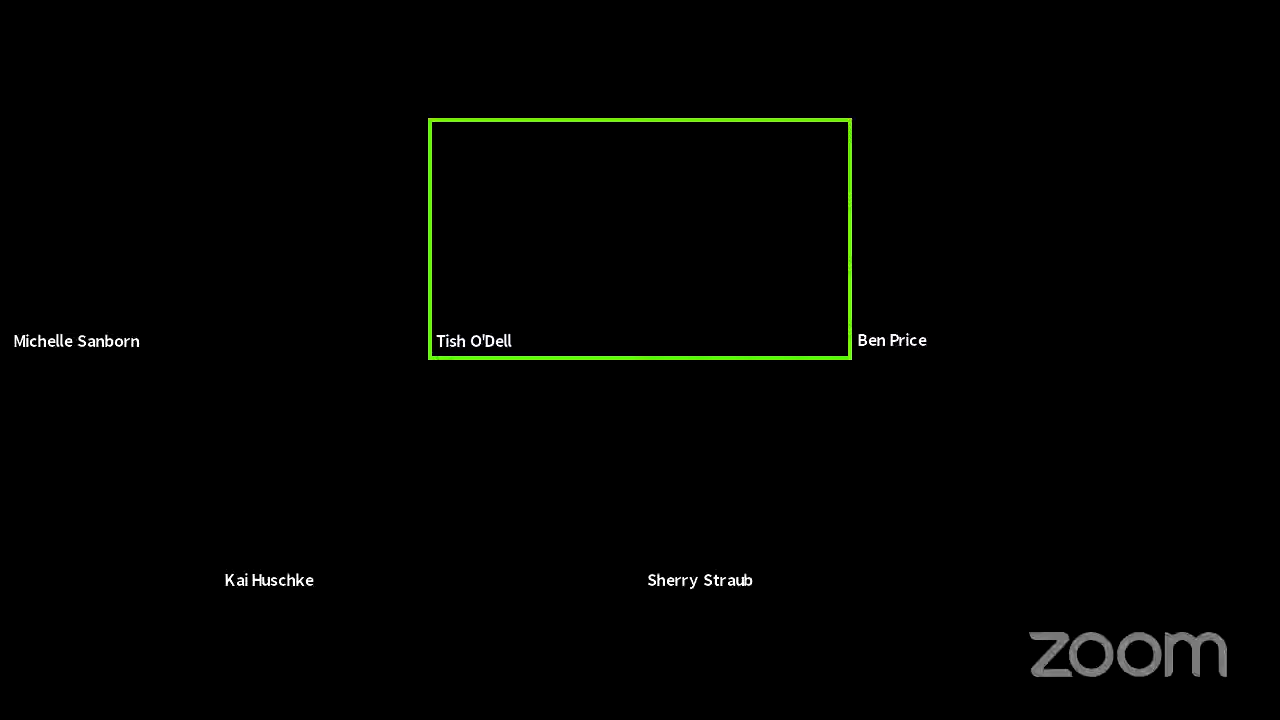 Michelle Sanborn
Tish O'Dell
Ben Price
Kai Huschke
Sherry Straub
zoom